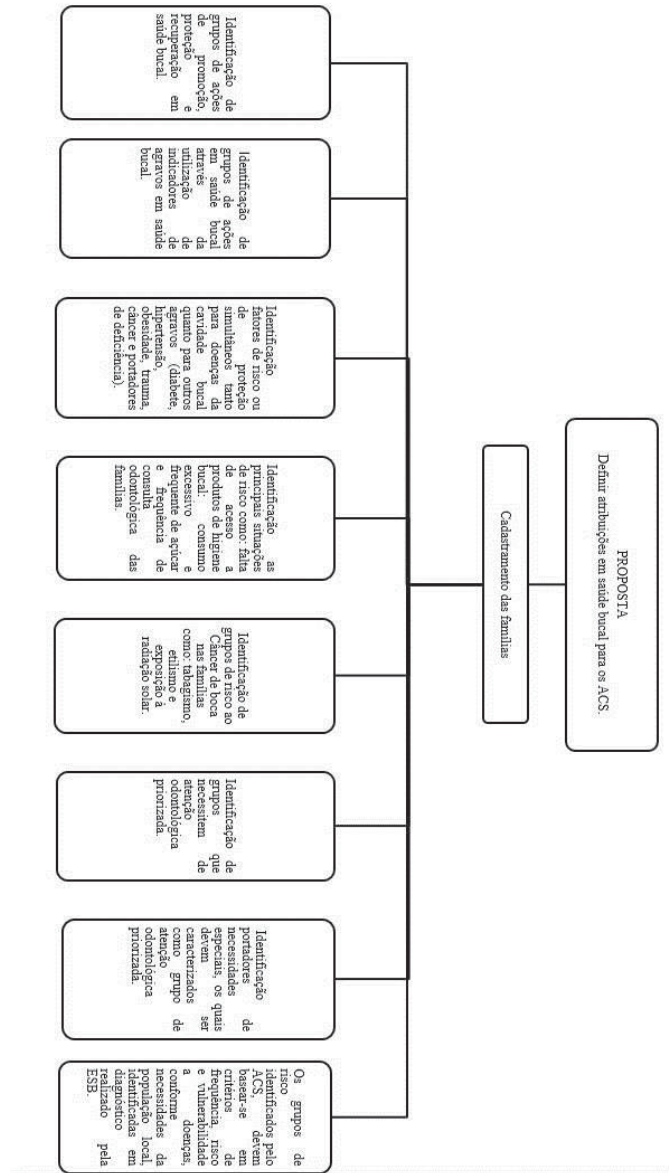 PROPOSTA
Definir atribuições em saúde bucal para os ACS.
Cadastramento das famílias
Identificação de
grupos de ações
de promoção,
proteção e
recuperação em
saúde bucal.
Identificação de
grupos de ações
em saúde bucal
através da
utilização de
indicadores de
agravos em saúde
bucal.
Identificação
fatores de risco ou
de proteção
simultâneos tanto
para doenças da
cavidade bucal
quanto para outros
agravos (diabete,
hipertensão,
obesidade, trauma,
câncer e portadores
de deficiência).
Identificação as
principais situações
de risco como: falta
de acesso a
produtos de higiene
bucal: consumo
excessivo e
frequente de açúcar
e frequência de
consulta
odontológica das
famílias.
Identificação de
grupos de risco ao
Câncer de boca
nas famílias
como: tabagismo,
etilismo e
exposição à
radiação solar.
Identificação de
grupos que
necessitem de
atenção
odontológica
priorizada.
Identificação
portadores de
necessidades
especiais, os quais
devem ser
caracterizados
como grupo de
atenção
odontológica
priorizada.
Os grupos de
risco
identificados pelo
ACS, devem
basear-se em
critérios de
frequência, risco
e vulnerabilidade
a doenças,
conforme
necessidades da
população local,
identificadas em
diagnóstico
realizado pela
ESB.